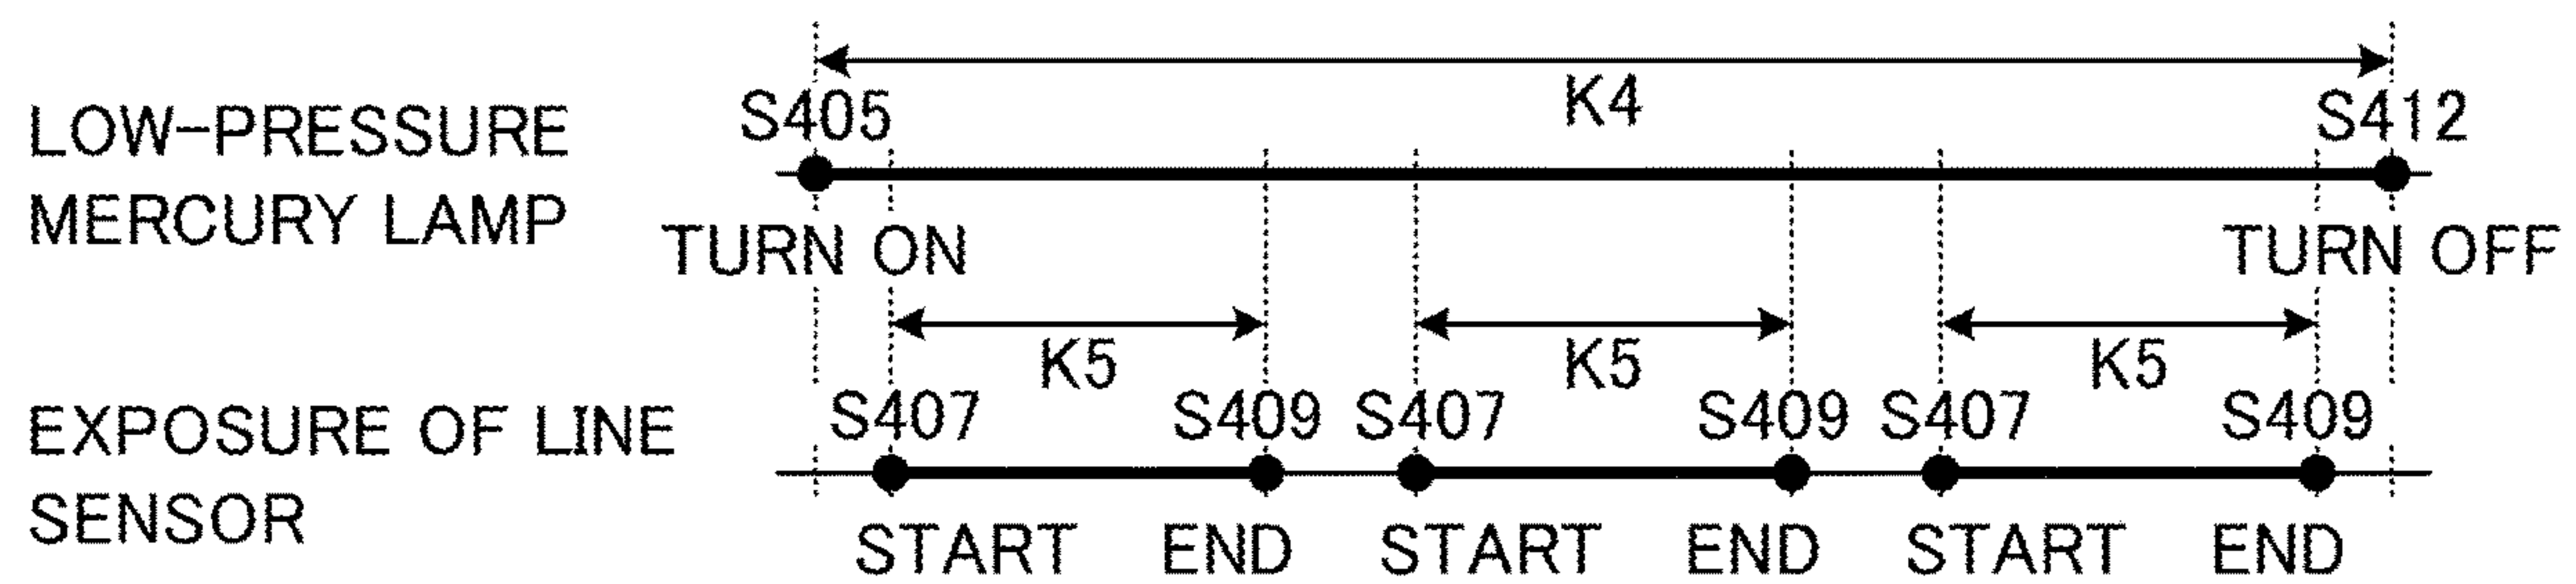 K4
S405 S412
LOW-PRESSURE
MERCURY LAMP
TURN ON TURN OFF
K5 K5 K5
S407 S409 S407 S409 S407 S409
EXPOSURE OF LINE
SENSOR
START END START END START END